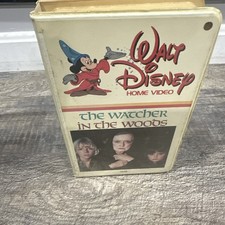 WALT
DISNEY
HOME VIDEO
the WATCHER
IN the WOODS